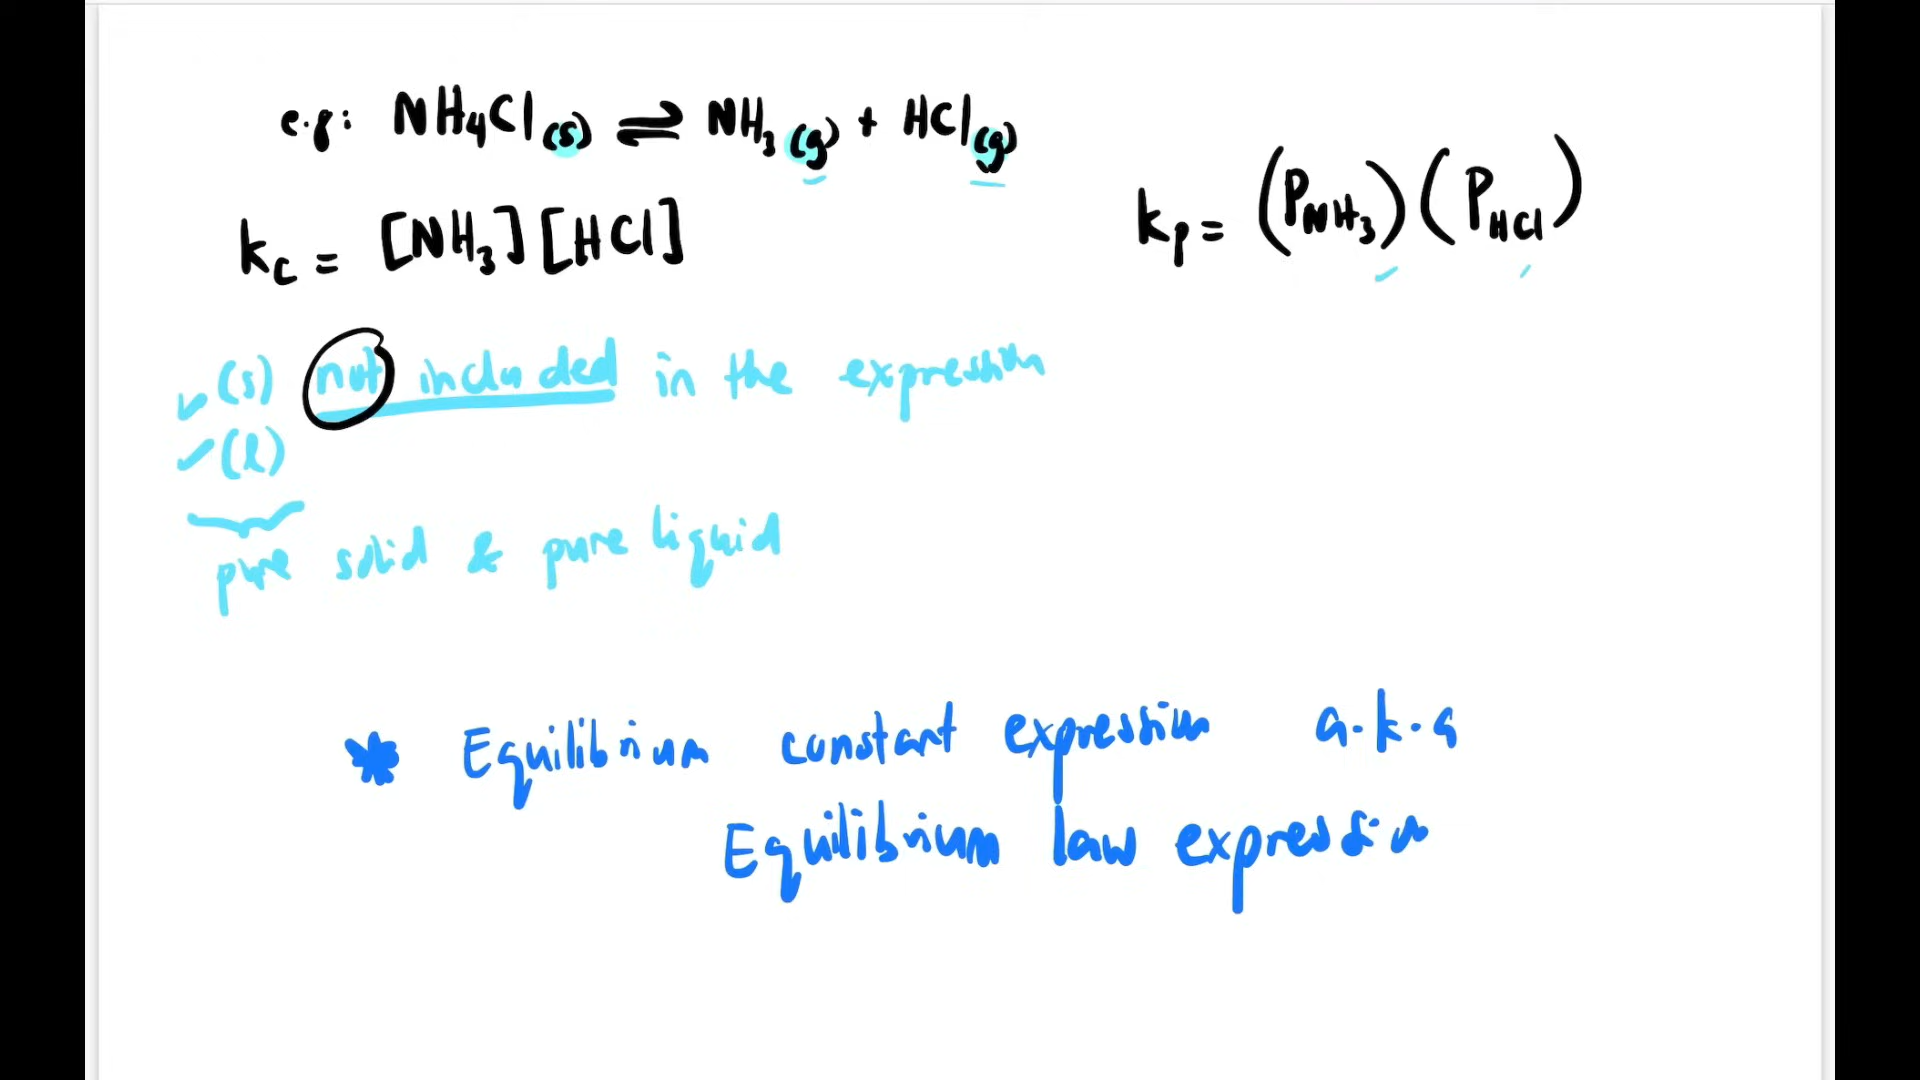 e.g: NH₄Cl(s) ⇌ NH₃(g) + HCl(g)
kc = [NH₃][HCl]
kp = (PNH₃)(PHCl)
(s) not included in the expression
(l)
pure solid & pure liquid
* Equilibrium constant expression a.k.a
Equilibrium law expression